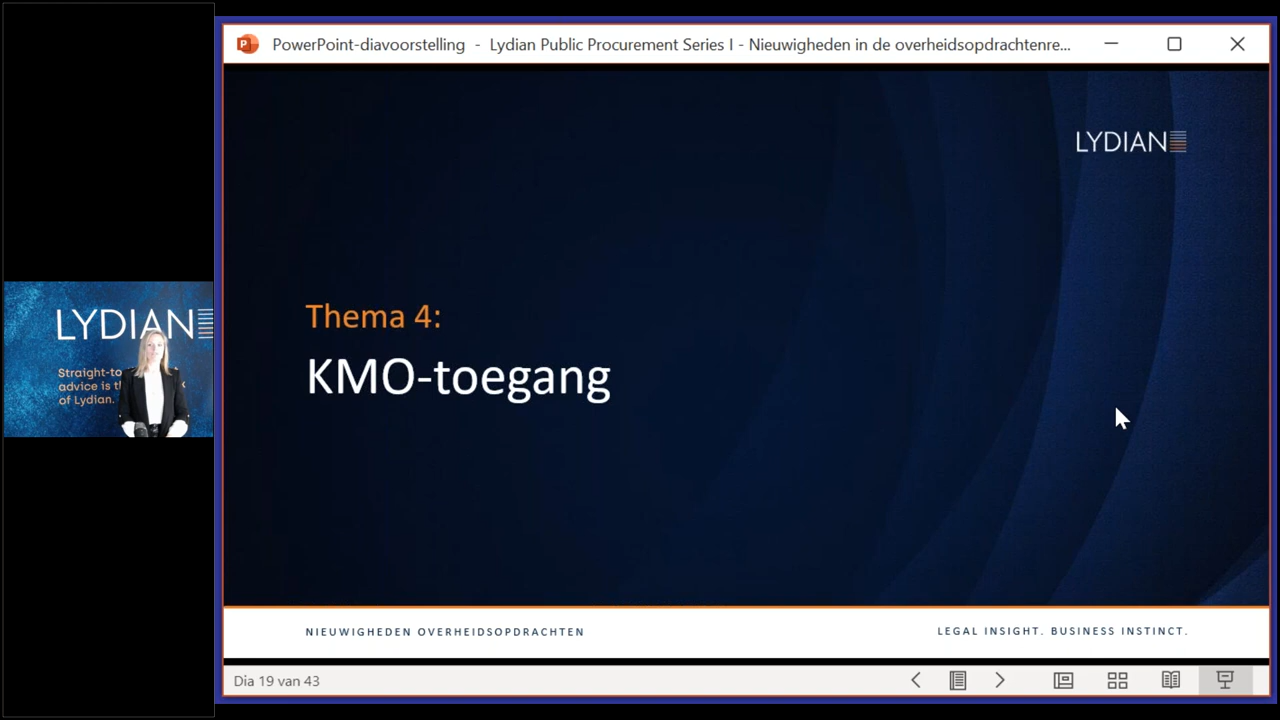 PowerPoint-diavoorstelling - Lydian Public Procurement Series I - Nieuwigheden in de overheidsopdrachtenre...
LYDIAN
Thema 4:
KMO-toegang
LYDIAN
Straight-to
advice is th
of Lydian.
NIEUWIGHEDEN OVERHEIDSOPDRACHTEN
LEGAL INSIGHT. BUSINESS INSTINCT.
Dia 19 van 43